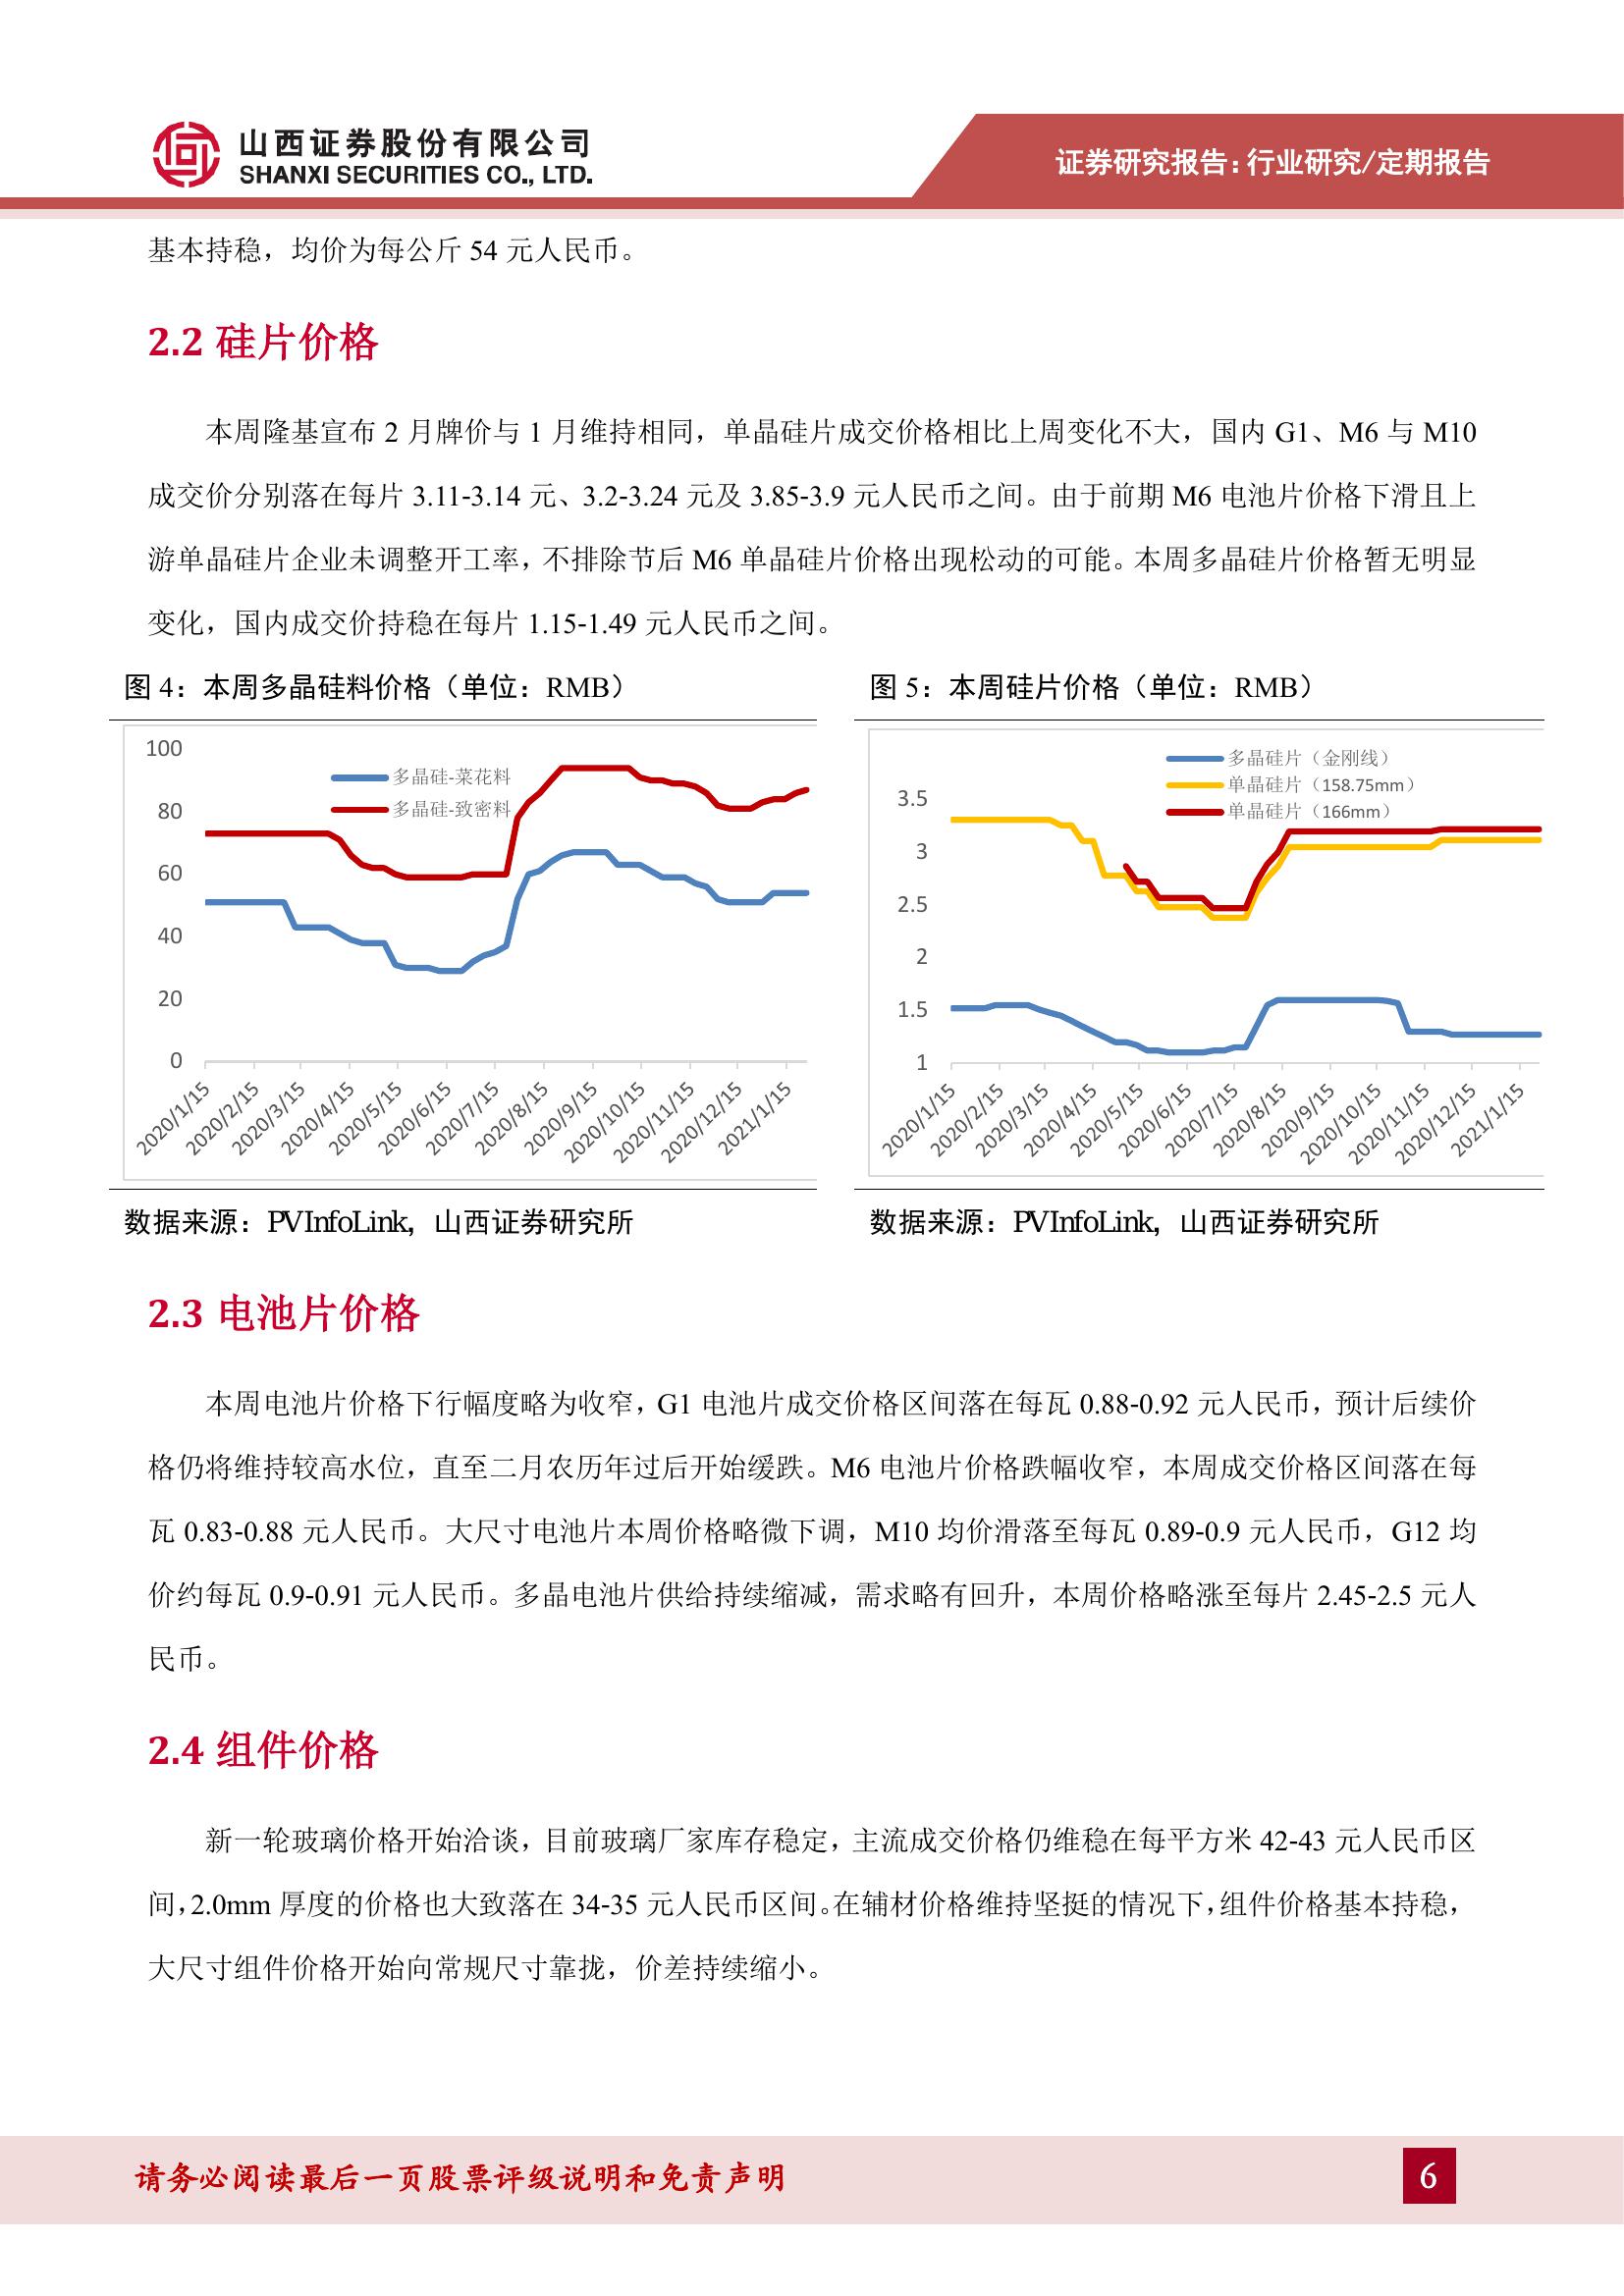 山西证券股份有限公司
SHANXI SECURITIES CO., LTD.
证券研究报告:行业研究/定期报告
基本持稳，均价为每公斤 54 元人民币。
2.2 硅片价格
本周隆基宣布 2 月牌价与 1 月维持相同，单晶硅片成交价格相比上周变化不大，国内 G1、M6 与 M10
成交价分别落在每片 3.11-3.14 元、3.2-3.24 元及 3.85-3.9 元人民币之间。由于前期 M6 电池片价格下滑且上
游单晶硅片企业未调整开工率，不排除节后 M6 单晶硅片价格出现松动的可能。本周多晶硅片价格暂无明显
变化，国内成交价持稳在每片 1.15-1.49 元人民币之间。
图 4：本周多晶硅料价格（单位：RMB）
100
80
60
40
20
0
多晶硅-菜花料
多晶硅-致密料
2020/1/15
2020/2/15
2020/3/15
2020/4/15
2020/5/15
2020/6/15
2020/7/15
2020/8/15
2020/9/15
2020/10/15
2020/11/15
2020/12/15
2021/1/15
数据来源：PVInfoLink，山西证券研究所
图 5：本周硅片价格（单位：RMB）
多晶硅片（金刚线）
单晶硅片（158.75mm）
单晶硅片（166mm）
3.5
3
2.5
2
1.5
1
2020/1/15
2020/2/15
2020/3/15
2020/4/15
2020/5/15
2020/6/15
2020/7/15
2020/8/15
2020/9/15
2020/10/15
2020/11/15
2020/12/15
2021/1/15
数据来源：PVInfoLink，山西证券研究所
2.3 电池片价格
本周电池片价格下行幅度略为收窄，G1 电池片成交价格区间落在每瓦 0.88-0.92 元人民币，预计后续价
格仍将维持较高水位，直至二月农历年过后开始缓跌。M6 电池片价格跌幅收窄，本周成交价格区间落在每
瓦 0.83-0.88 元人民币。大尺寸电池片本周价格略微下调，M10 均价滑落至每瓦 0.89-0.9 元人民币，G12 均
价约每瓦 0.9-0.91 元人民币。多晶电池片供给持续缩减，需求略有回升，本周价格略涨至每片 2.45-2.5 元人
民币。
2.4 组件价格
新一轮玻璃价格开始洽谈，目前玻璃厂家库存稳定，主流成交价格仍维稳在每平方米 42-43 元人民币区
间，2.0mm 厚度的价格也大致落在 34-35 元人民币区间。在辅材价格维持坚挺的情况下，组件价格基本持稳，
大尺寸组件价格开始向常规尺寸靠拢，价差持续缩小。
请务必阅读最后一页股票评级说明和免责声明
6